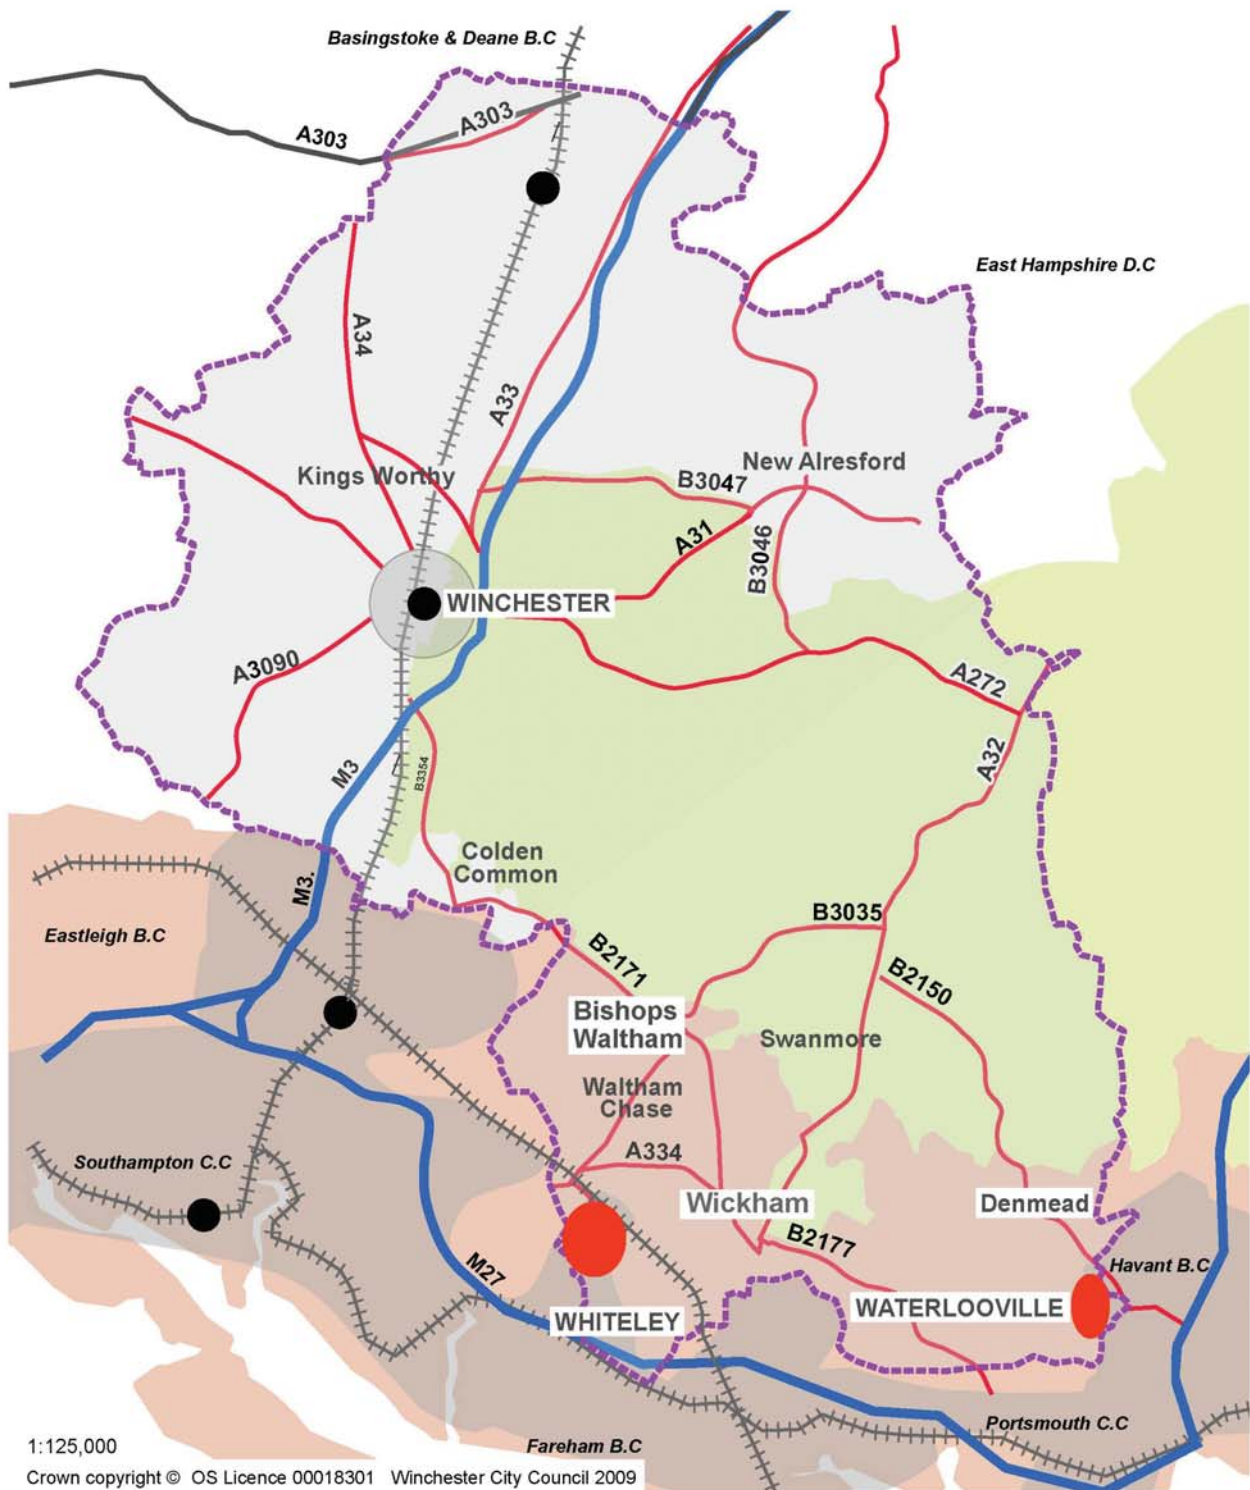 Basingstoke & Deane B.C
A303
A303
East Hampshire D.C
A34
A33
Kings Worthy
New Alresford
B3047
A31
B3046
WINCHESTER
A3090
A272
A32
M3
B3354
Colden
Common
M3.
B3035
Eastleigh B.C
B2171
B2150
Bishops
Waltham
Swanmore
Waltham
Chase
A334
Southampton C.C
Wickham
Denmead
B2177
Havant B.C
M27
WATERLOOVILLE
WHITELEY
Portsmouth C.C
Fareham B.C
1:125,000
Crown copyright © OS Licence 00018301 Winchester City Council 2009